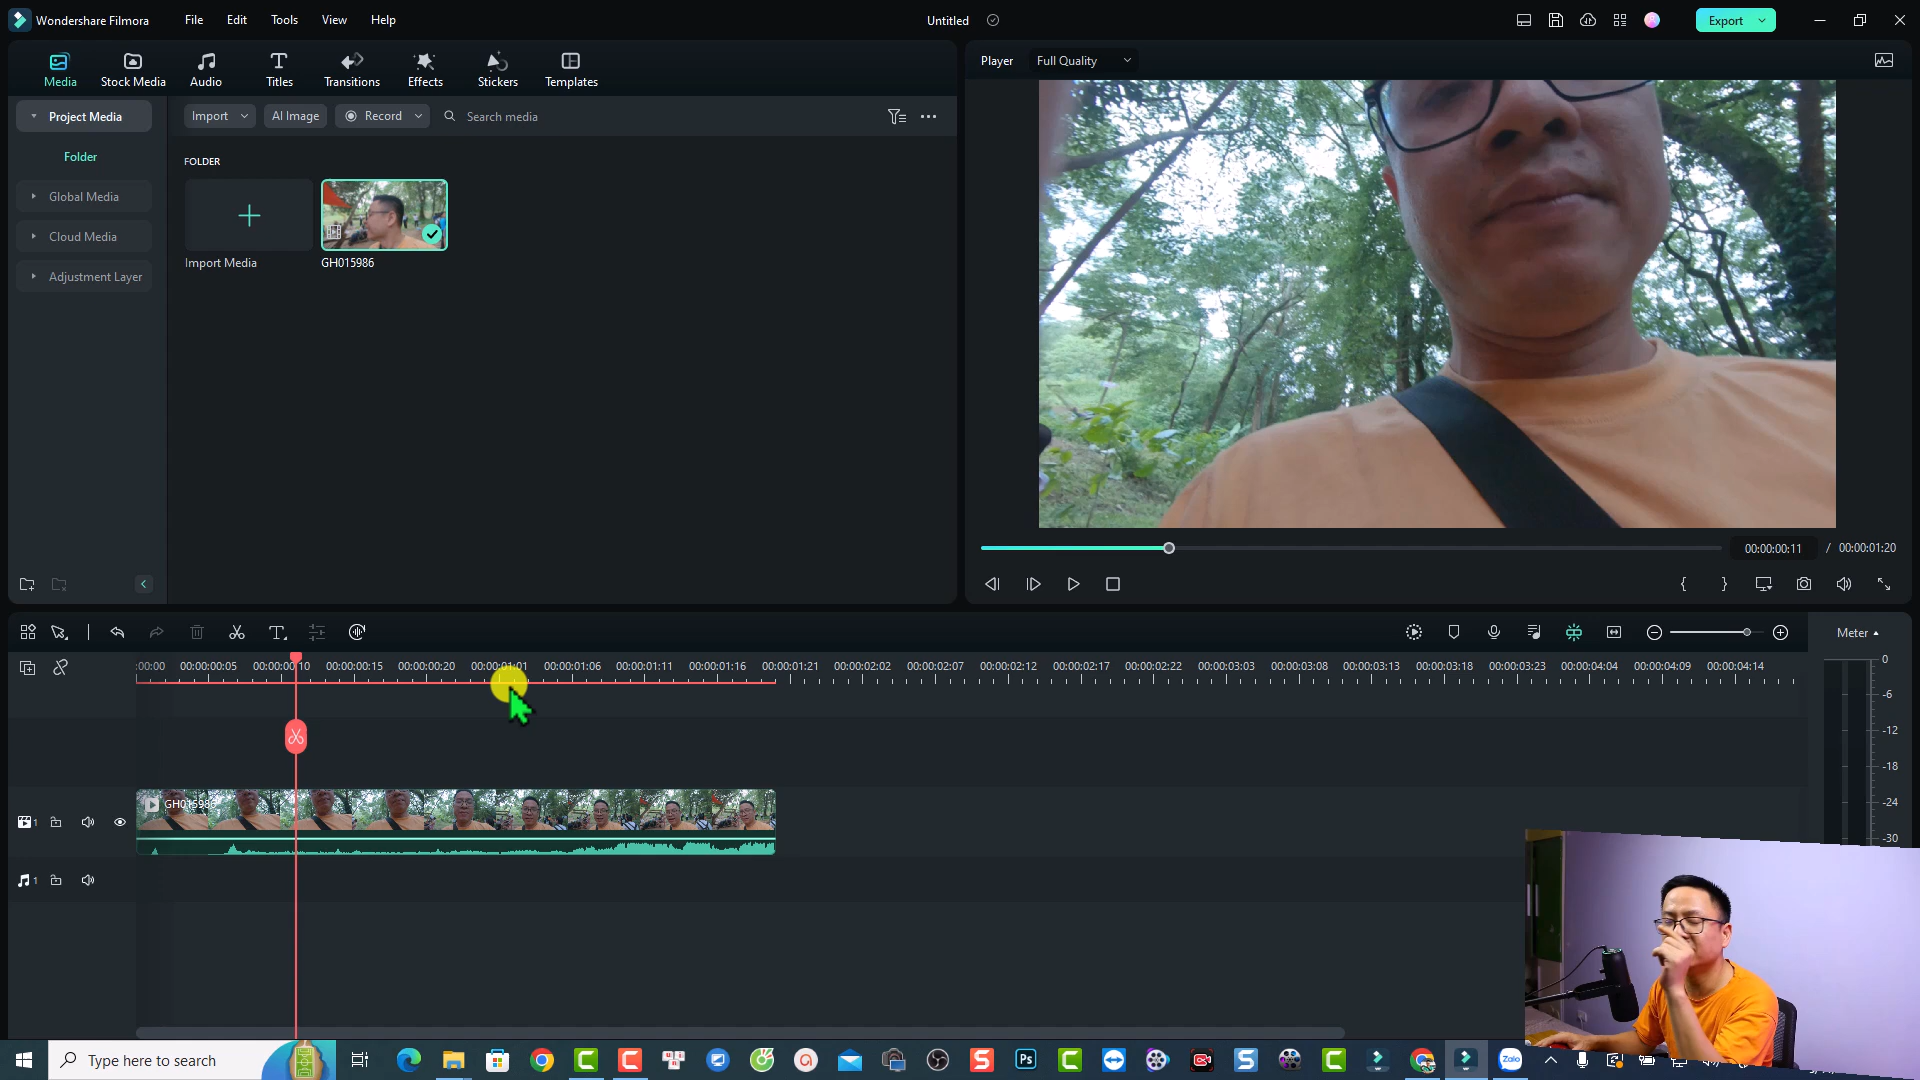 Wondershare Filmora
File
Edit
Tools
View
Help
Untitled
Export
Media
Stock Media
Audio
Titles
Transitions
Effects
Stickers
Templates
Player
Full Quality
Project Media
Import
AI Image
Record
Search media
Folder
FOLDER
Global Media
Cloud Media
Adjustment Layer
Import Media
GH015986
00:00:00:11 / 00:00:01:20
Meter
:00:00 00:00:00:05 00:00:00:10 00:00:00:15 00:00:00:20 00:00:01:01 00:00:01:06 00:00:01:11 00:00:01:16 00:00:01:21 00:00:02:02 00:00:02:07 00:00:02:12 00:00:02:17 00:00:02:22 00:00:03:03 00:00:03:08 00:00:03:13 00:00:03:18 00:00:03:23 00:00:04:04 00:00:04:09 00:00:04:14
0
-6
-12
-18
-24
-30
GH015986
1
1
Type here to search
Ps
Zalo